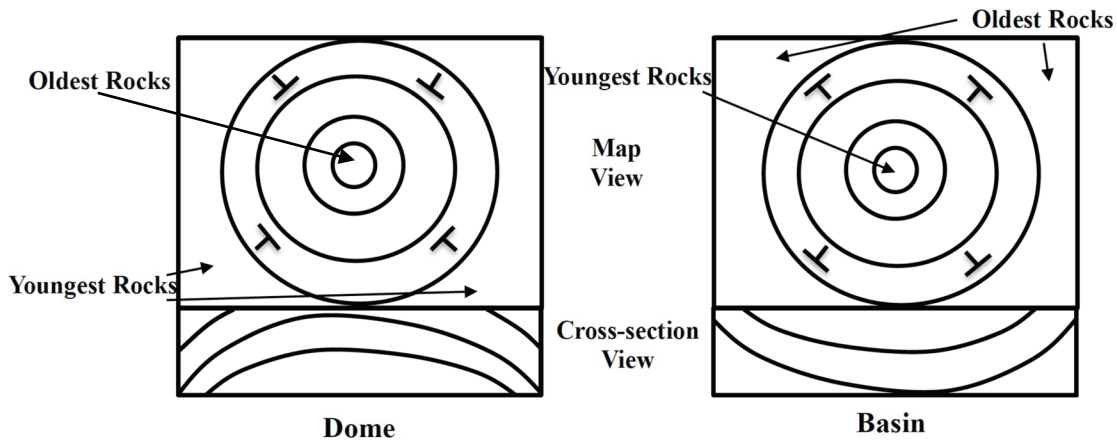 Oldest Rocks
Youngest Rocks
Dome
Map
View
Cross-section
View
Oldest Rocks
Youngest Rocks
Basin